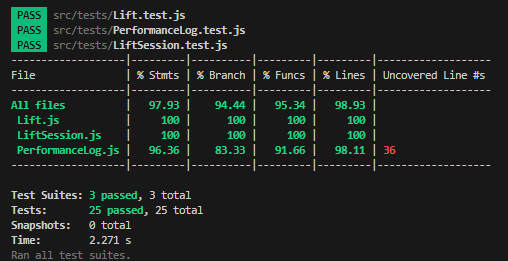 PASS src/tests/Lift.test.js
PASS src/tests/PerformanceLog.test.js
PASS src/tests/LiftSession.test.js
-------------------|---------|----------|---------|---------|-------------------
File               | % Stmts | % Branch | % Funcs | % Lines | Uncovered Line #s
-------------------|---------|----------|---------|---------|-------------------
All files          |   97.93 |    94.44 |   95.34 |   98.93 |
 Lift.js           |     100 |      100 |     100 |     100 |
 LiftSession.js    |     100 |      100 |     100 |     100 |
 PerformanceLog.js |   96.36 |    83.33 |   91.66 |   98.11 | 36
-------------------|---------|----------|---------|---------|-------------------
Test Suites: 3 passed, 3 total
Tests:       25 passed, 25 total
Snapshots:   0 total
Time:        2.271 s
Ran all test suites.